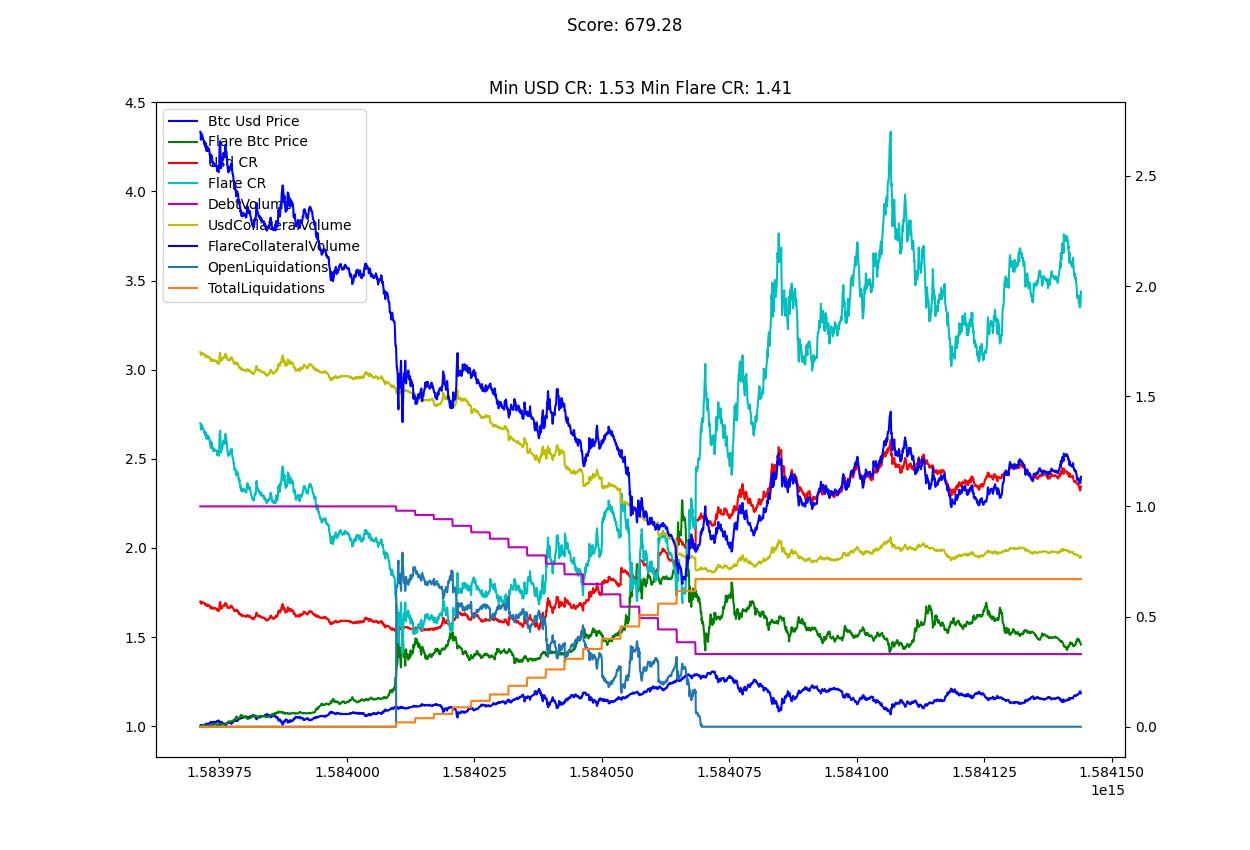 Score: 679.28
Min USD CR: 1.53 Min Flare CR: 1.41
4.5
4.0
3.5
3.0
2.5
2.0
1.5
1.0
Btc Usd Price
Flare Btc Price
Usd CR
Flare CR
DebtVolume
UsdCollateralVolume
FlareCollateralVolume
OpenLiquidations
TotalLiquidations
2.5
2.0
1.5
1.0
0.5
0.0
1.583975 1.584000 1.584025 1.584050 1.584075 1.584100 1.584125 1.584150
1e15